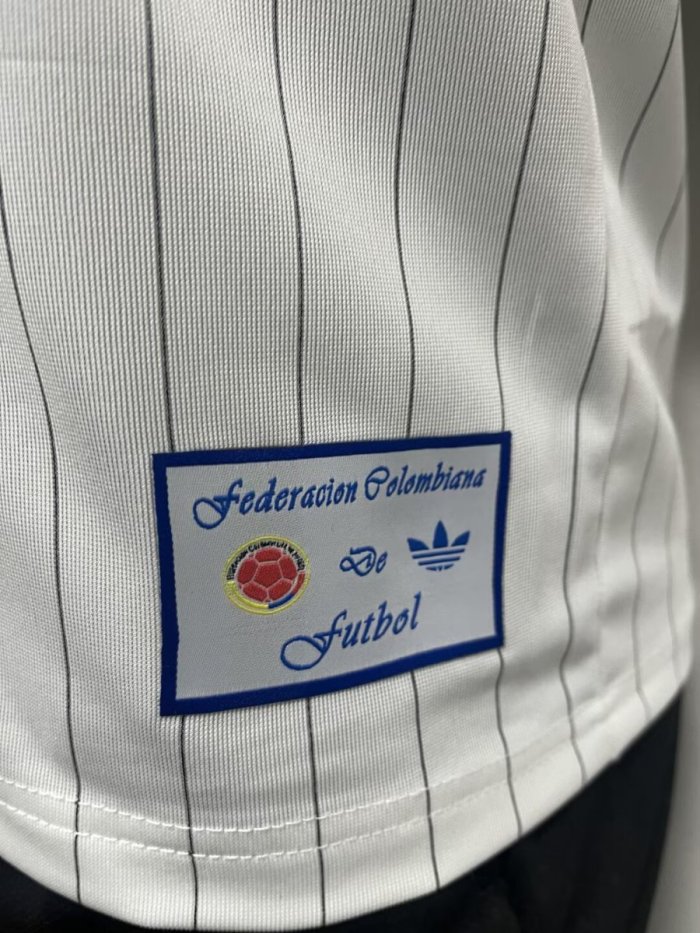 Federacion Colombiana
De
Futbol